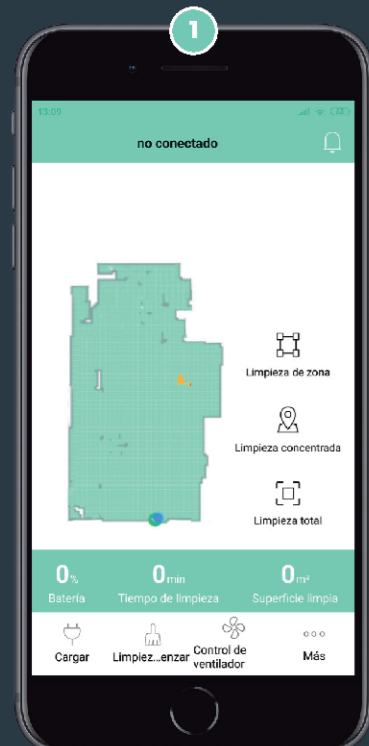 1
13:09
no conectado
Limpieza de zona
Limpieza concentrada
Limpieza total
0% 0min 0m²
Batería Tiempo de limpieza Superficie limpia
Cargar Limpiez...enzar Control de ventilador Más